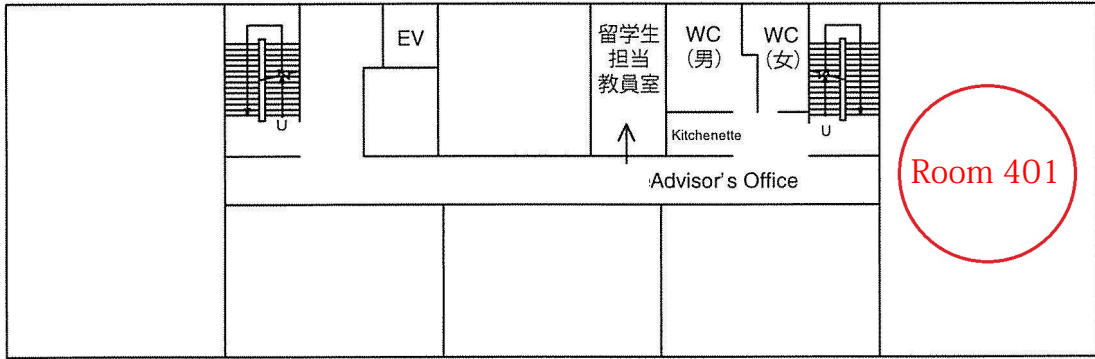 EV
留学生
担当
教員室
WC
(男)
WC
(女)
U
Kitchenette
U
Advisor's Office
Room 401